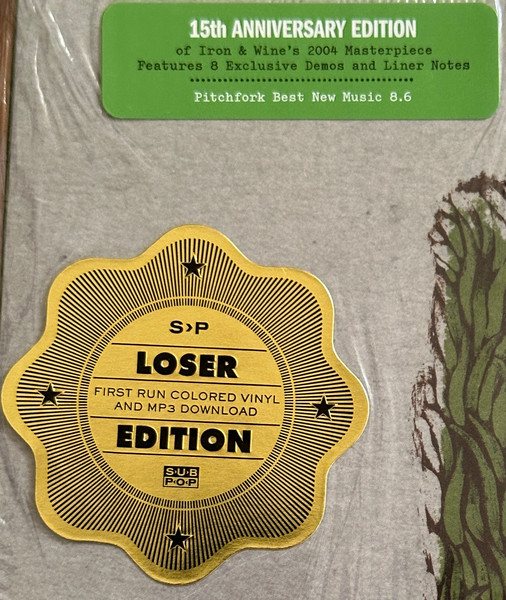 15th ANNIVERSARY EDITION
of Iron & Wine's 2004 Masterpiece
Features 8 Exclusive Demos and Liner Notes
Pitchfork Best New Music 8.6
S>P
LOSER
FIRST RUN COLORED VINYL
AND MP3 DOWNLOAD
EDITION
SUB
POP